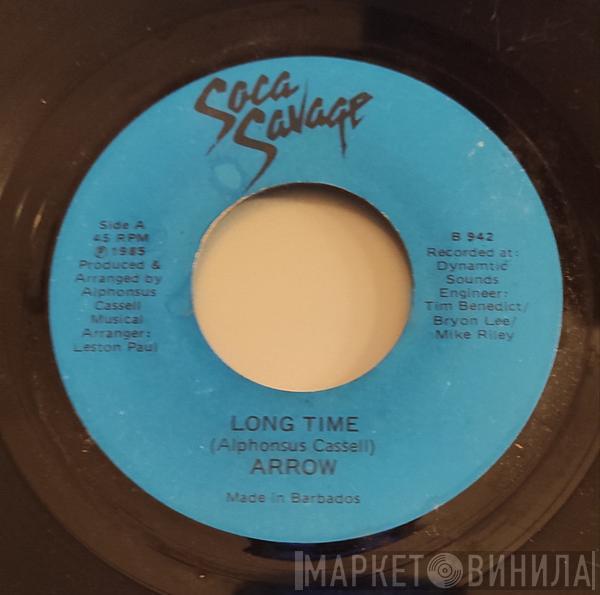 Soca
Savage
Side A
45 RPM
℗ 1985
Produced &
Arranged by
Alphonsus
Cassell
Musical
Arranger:
Leston Paul
B 942
Recorded at:
Dynamtic
Sounds
Engineer:
Tim Benedict/
Bryon Lee/
Mike Riley
LONG TIME
(Alphonsus Cassell)
ARROW
Made in Barbados
МАРКЕТ ВИНИЛА